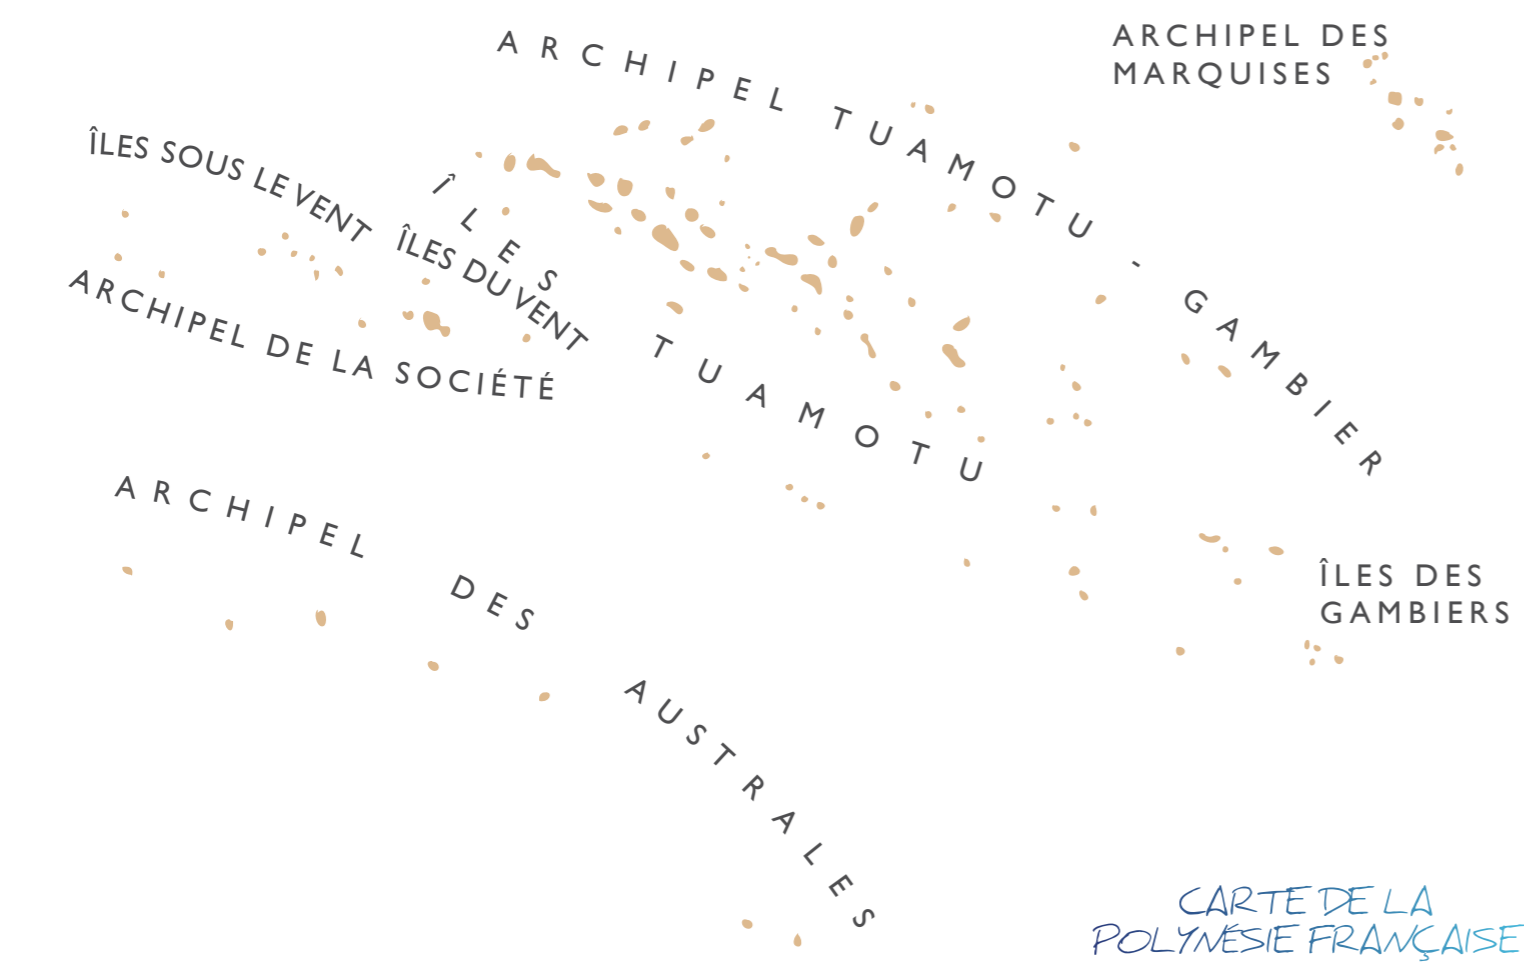 ARCHIPEL TUAMOTU - GAMBIER
ARCHIPEL DES
MARQUISES
ÎLES SOUS LE VENT
ÎLES DU VENT
ÎLES TUAMOTU
ARCHIPEL DE LA SOCIÉTÉ
ARCHIPEL DES AUSTRALES
ÎLES DES
GAMBIERS
CARTE DE LA
POLYNÉSIE FRANÇAISE